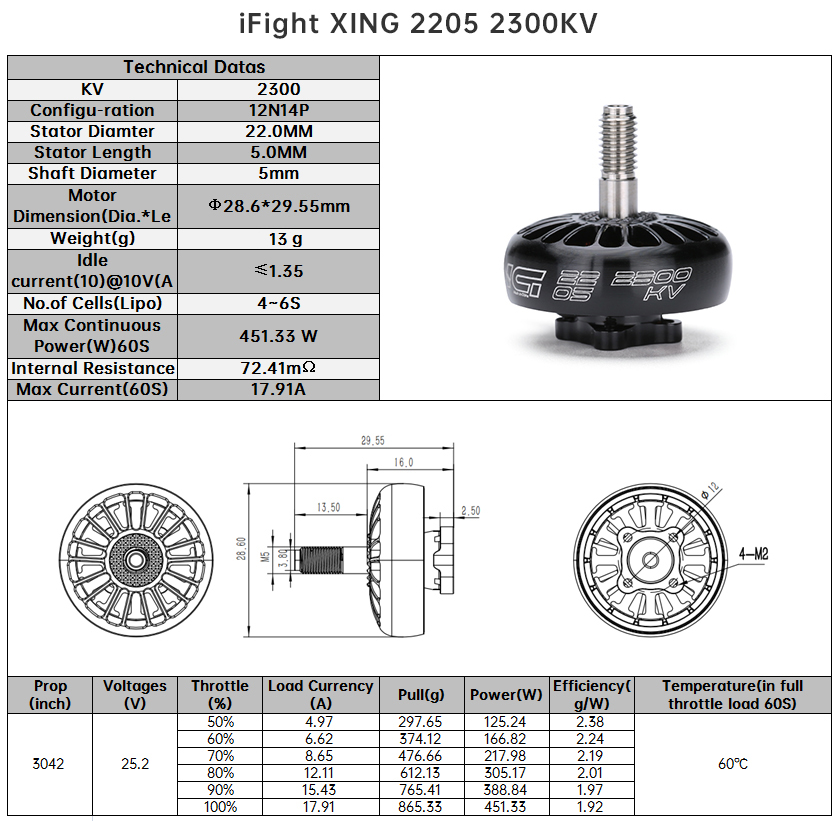 iFight XING 2205 2300KV
Technical Datas
KV 2300
Configu-ration 12N14P
Stator Diamter 22.0MM
Stator Length 5.0MM
Shaft Diameter 5mm
Motor
Dimension(Dia.*Le Φ28.6*29.55mm
Weight(g) 13 g
Idle
current(10)@10V(A ≤1.35
No.of Cells(Lipo) 4~6S
Max Continuous
Power(W)60S 451.33 W
Internal Resistance 72.41mΩ
Max Current(60S) 17.91A
22 2300
05 KV
29.55
16.0
13.50
2.50
28.60
M5
3.80
Φ12
4-M2
Prop
(inch)
Voltages
(V)
Throttle
(%)
Load Currency
(A)
Pull(g)
Power(W)
Efficiency(
g/W)
Temperature(in full
throttle load 60S)
50% 4.97 297.65 125.24 2.38
60% 6.62 374.12 166.82 2.24
70% 8.65 476.66 217.98 2.19
3042 25.2 60℃
80% 12.11 612.13 305.17 2.01
90% 15.43 765.41 388.84 1.97
100% 17.91 865.33 451.33 1.92